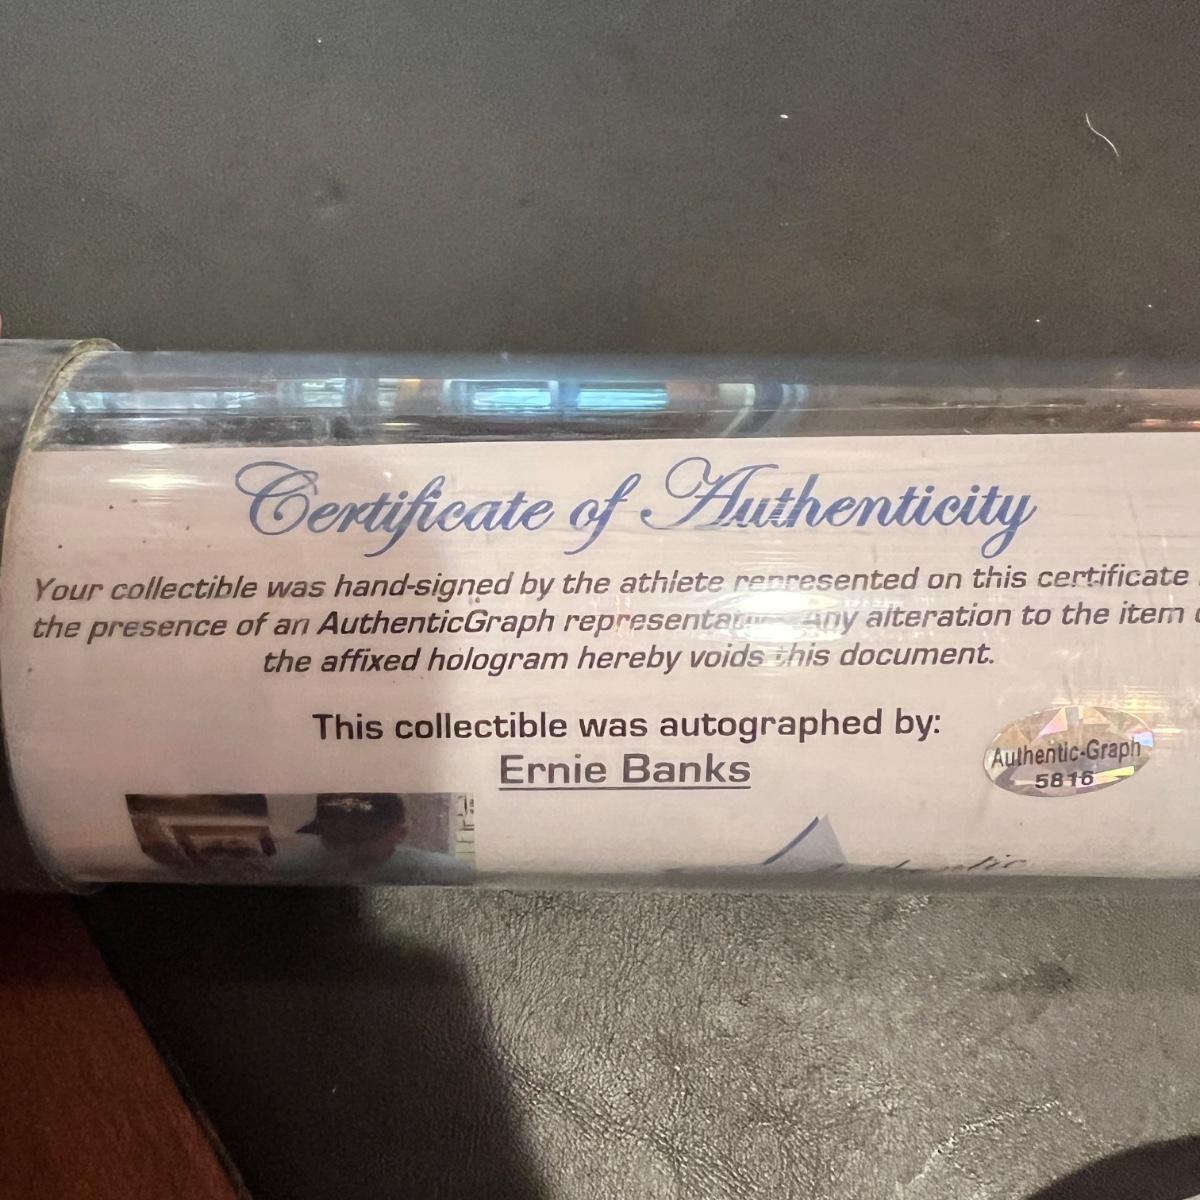 Certificate of Authenticity
Your collectible was hand-signed by the athlete represented on this certificate
the presence of an AuthenticGraph representative. Any alteration to the item
the affixed hologram hereby voids this document.
This collectible was autographed by:
Ernie Banks
Authentic-Graph
5816